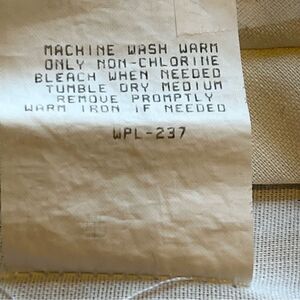 MACHINE WASH WARM
ONLY NON-CHLORINE
BLEACH WHEN NEEDED
TUMBLE DRY MEDIUM
REMOVE PROMPTLY
WARM IRON IF NEEDED
WPL-237